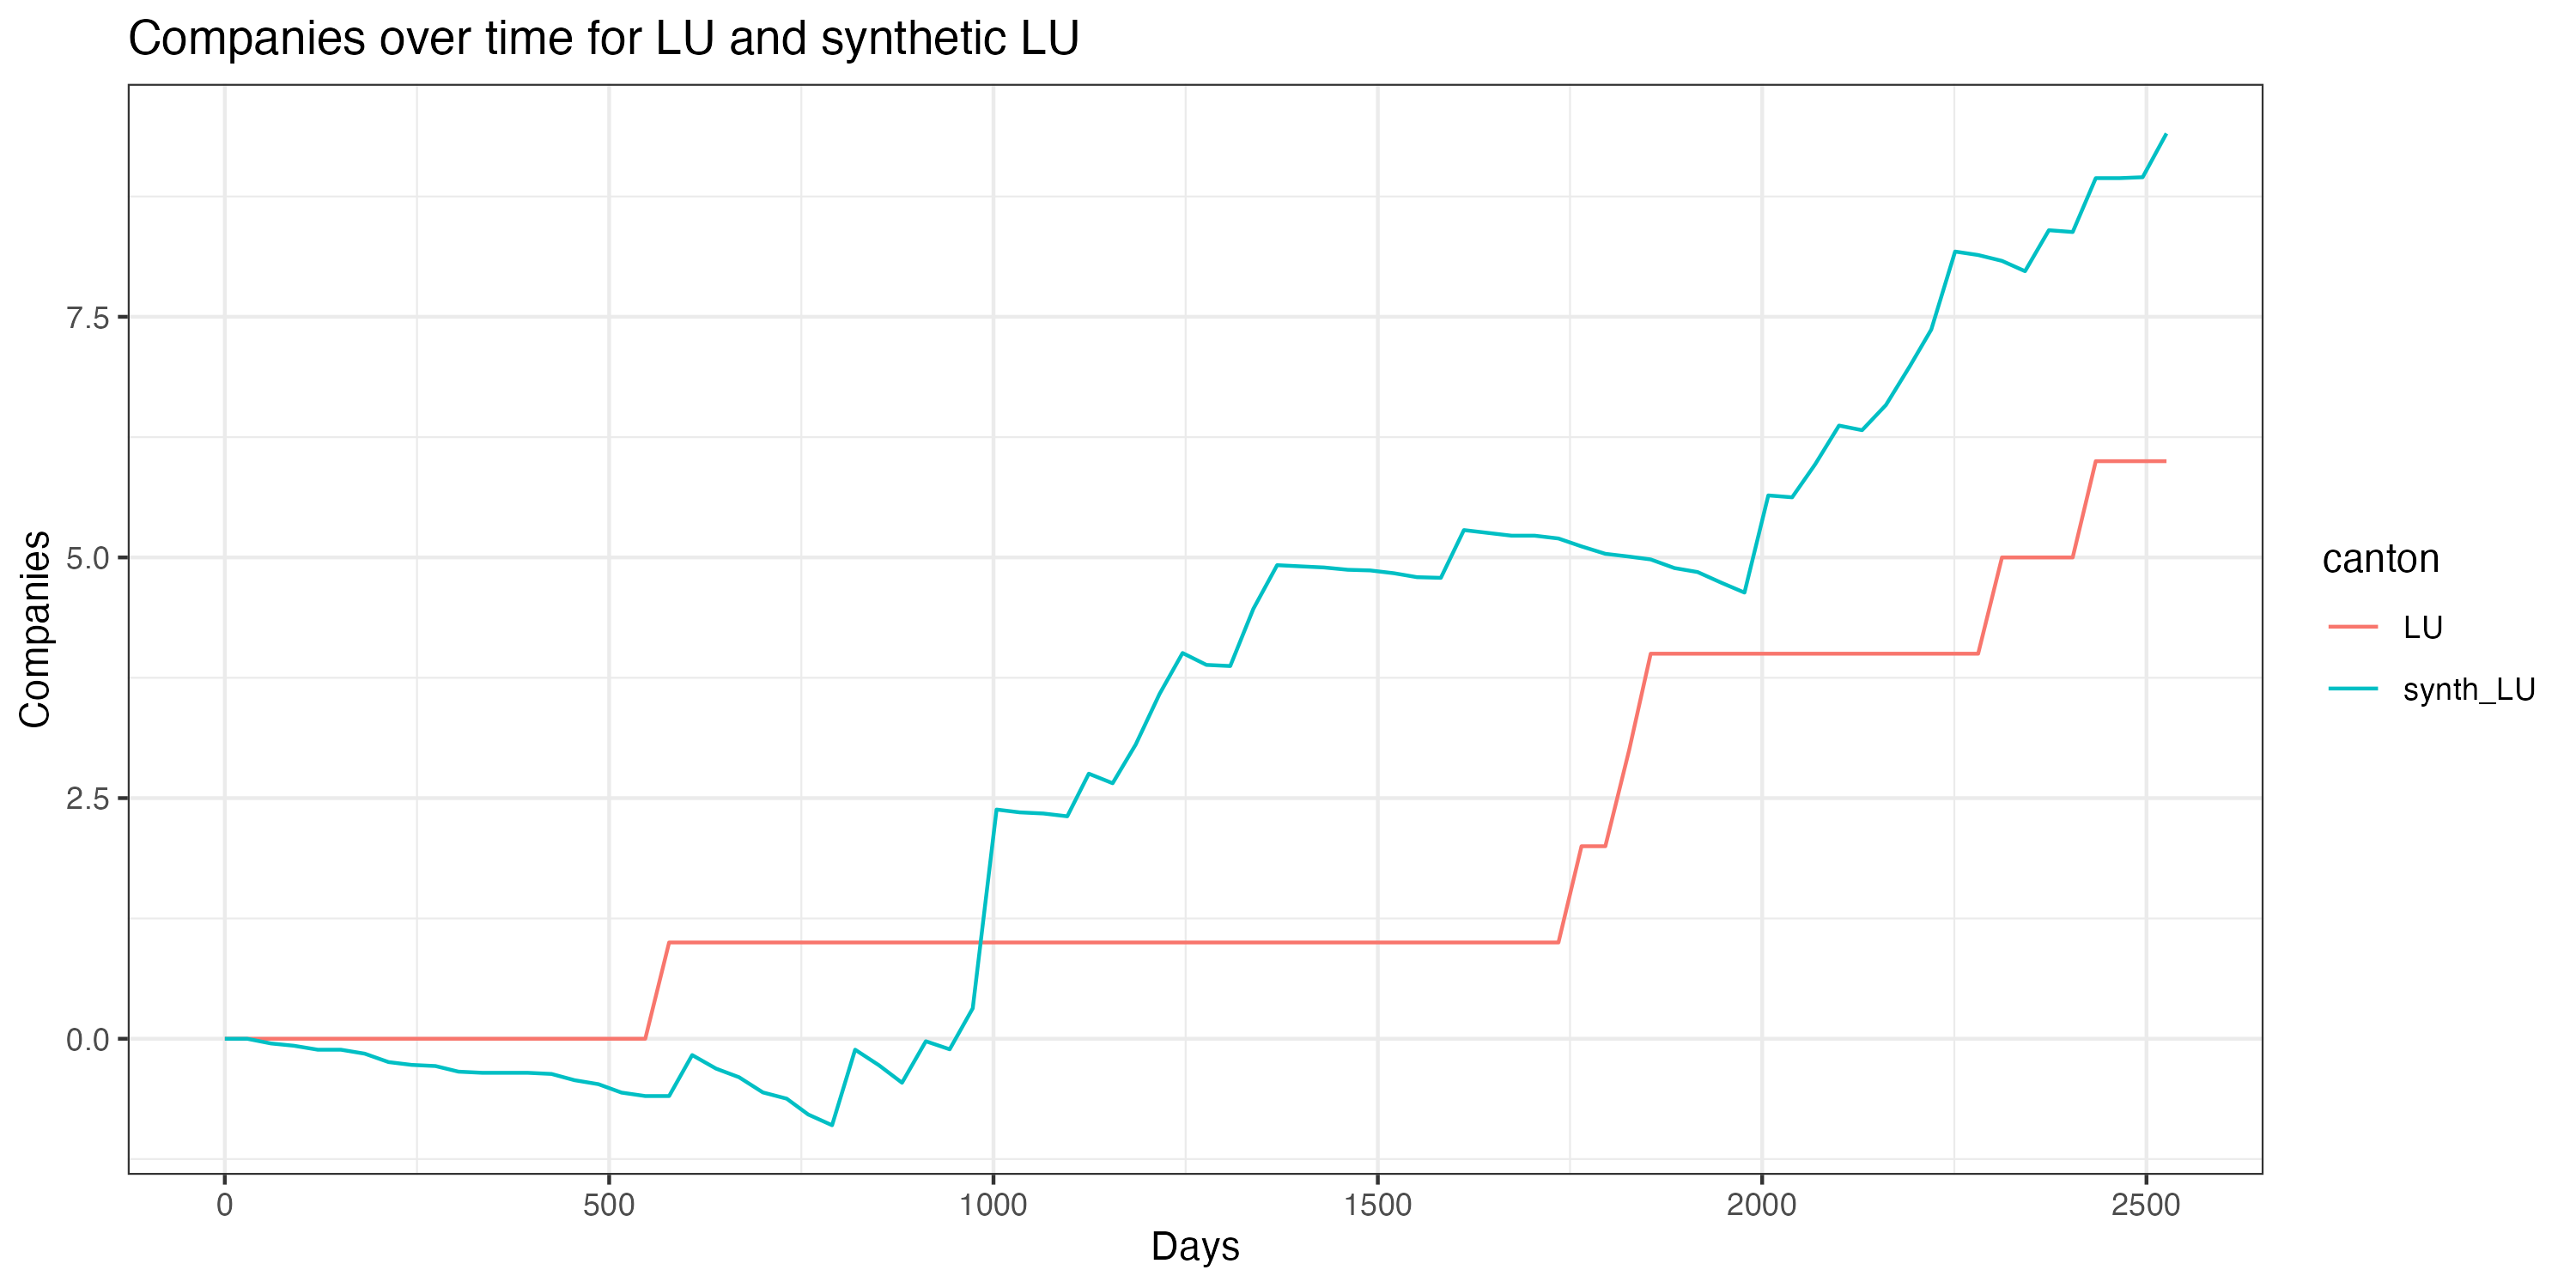 Companies over time for LU and synthetic LU
Companies
7.5
5.0
2.5
0.0
0 500 1000 1500 2000 2500
Days
canton
LU
synth_LU